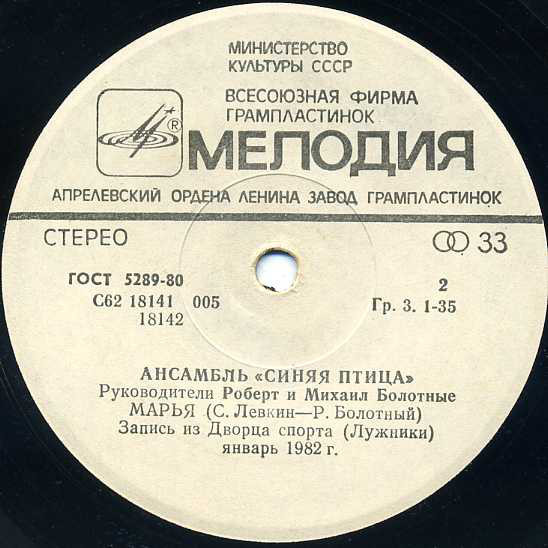 МИНИСТЕРСТВО
КУЛЬТУРЫ СССР
ВСЕСОЮЗНАЯ ФИРМА
ГРАМПЛАСТИНОК
® МЕЛОДИЯ
АПРЕЛЕВСКИЙ ОРДЕНА ЛЕНИНА ЗАВОД ГРАМПЛАСТИНОК
СТЕРЕО 33
ГОСТ 5289-80 2
С62 18141 005 Гр. 3. 1-35
18142
АНСАМБЛЬ «СИНЯЯ ПТИЦА»
Руководители Роберт и Михаил Болотные
МАРЬЯ (С. Левкин—Р. Болотный)
Запись из Дворца спорта (Лужники)
январь 1982 г.